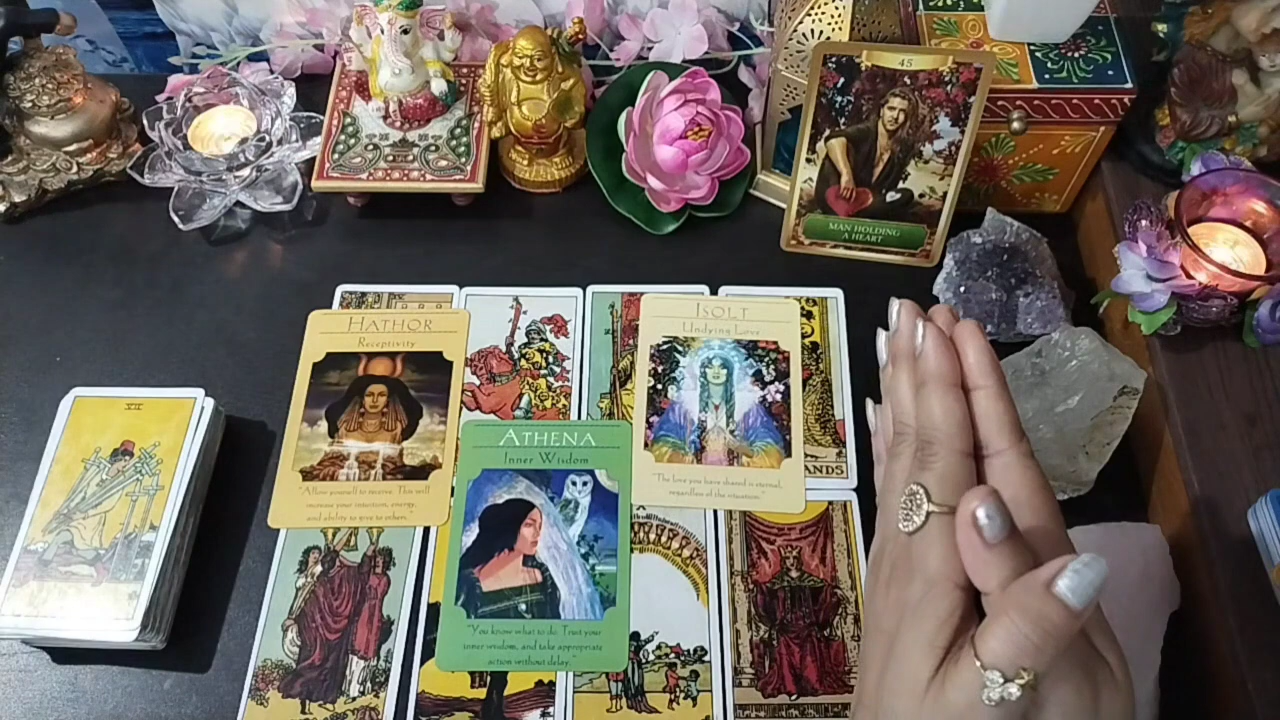 45
MAN HOLDING
A HEART
HATHOR
Receptivity
"Allow yourself to receive. This will
increase your intuition, energy,
and ability to give to others."
ISOLT
Undying Love
"The love you have shared is eternal,
regardless of the situation."
ATHENA
Inner Wisdom
"You know what to do. Trust your
inner wisdom, and take appropriate
action without delay."
VII
ANDS
X